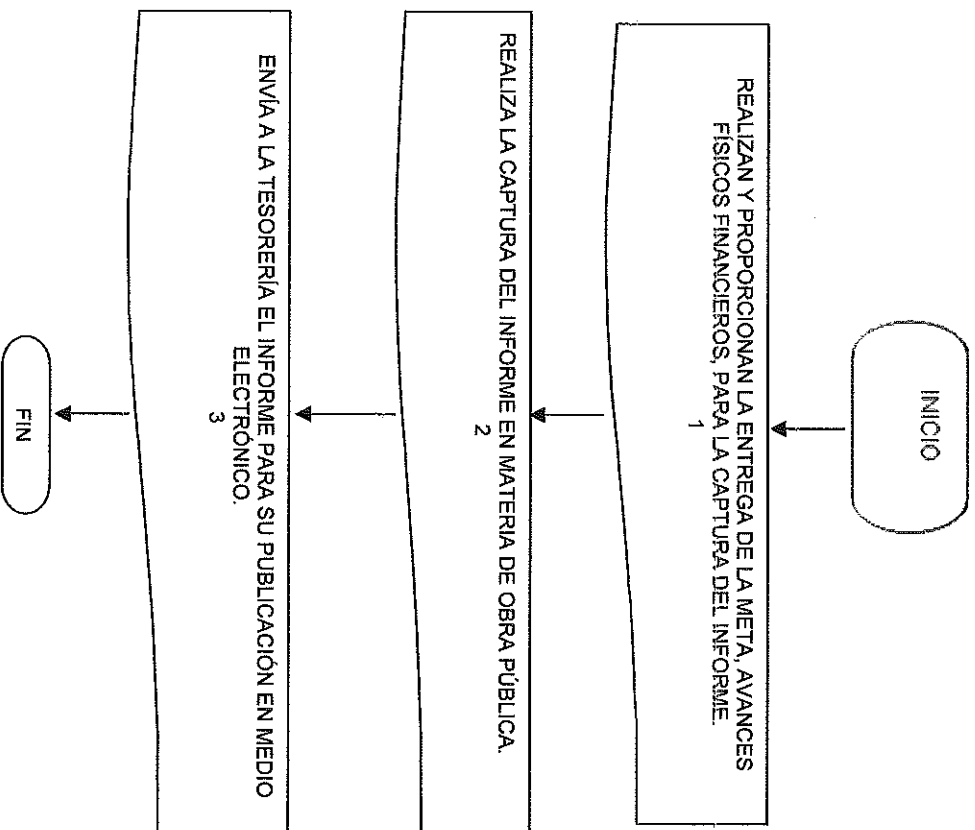 INICIO
REALIZAN Y PROPORCIONAN LA ENTREGA DE LA META, AVANCES
FÍSICOS FINANCIEROS, PARA LA CAPTURA DEL INFORME.
1
REALIZA LA CAPTURA DEL INFORME EN MATERIA DE OBRA PÚBLICA.
2
ENVÍA A LA TESORERÍA EL INFORME PARA SU PUBLICACIÓN EN MEDIO
ELECTRÓNICO.
3
FIN